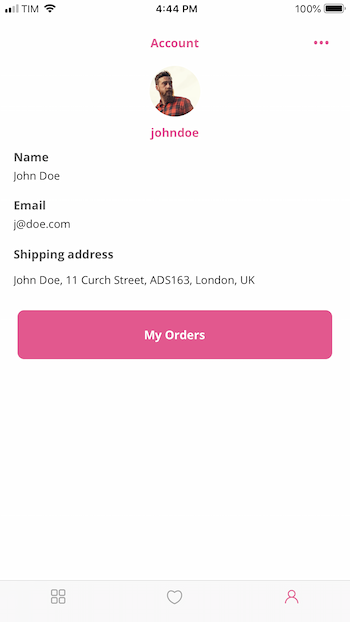 TIM 4:44 PM 100%
Account
johndoe
Name
John Doe
Email
j@doe.com
Shipping address
John Doe, 11 Curch Street, ADS163, London, UK
My Orders